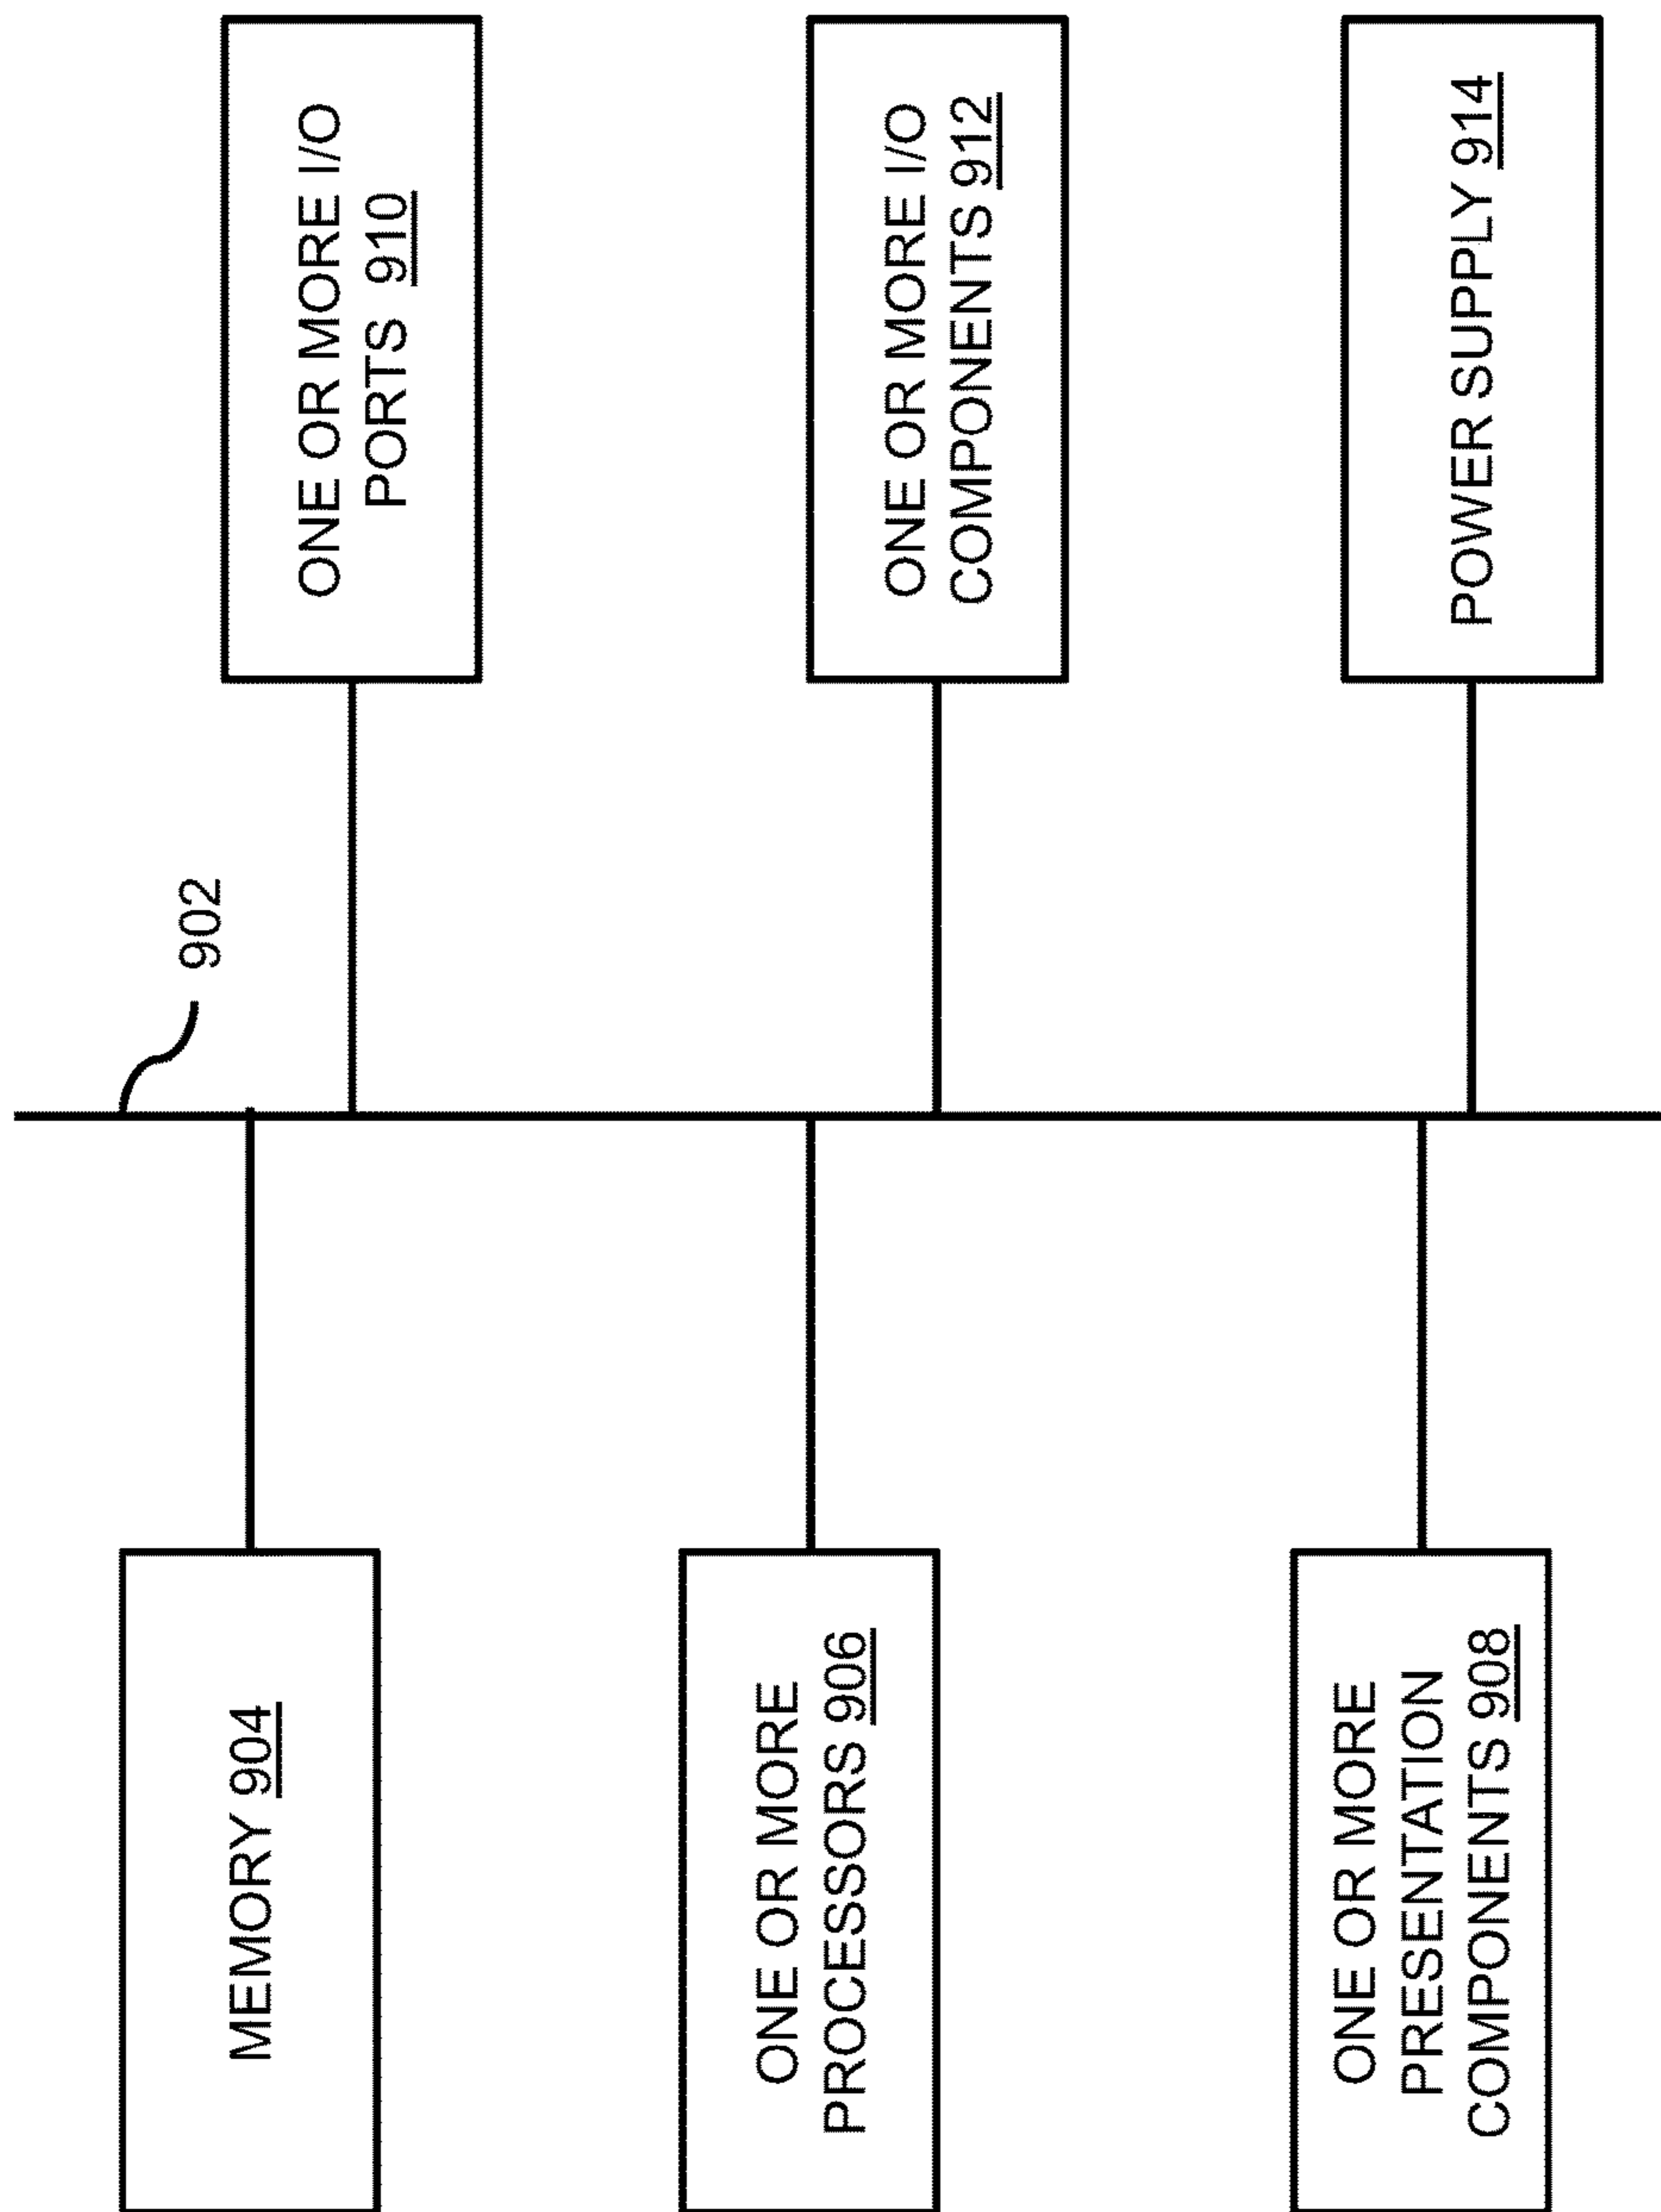 902
MEMORY 904
ONE OR MORE
PROCESSORS 906
ONE OR MORE
PRESENTATION
COMPONENTS 908
ONE OR MORE I/O
PORTS 910
ONE OR MORE I/O
COMPONENTS 912
POWER SUPPLY 914